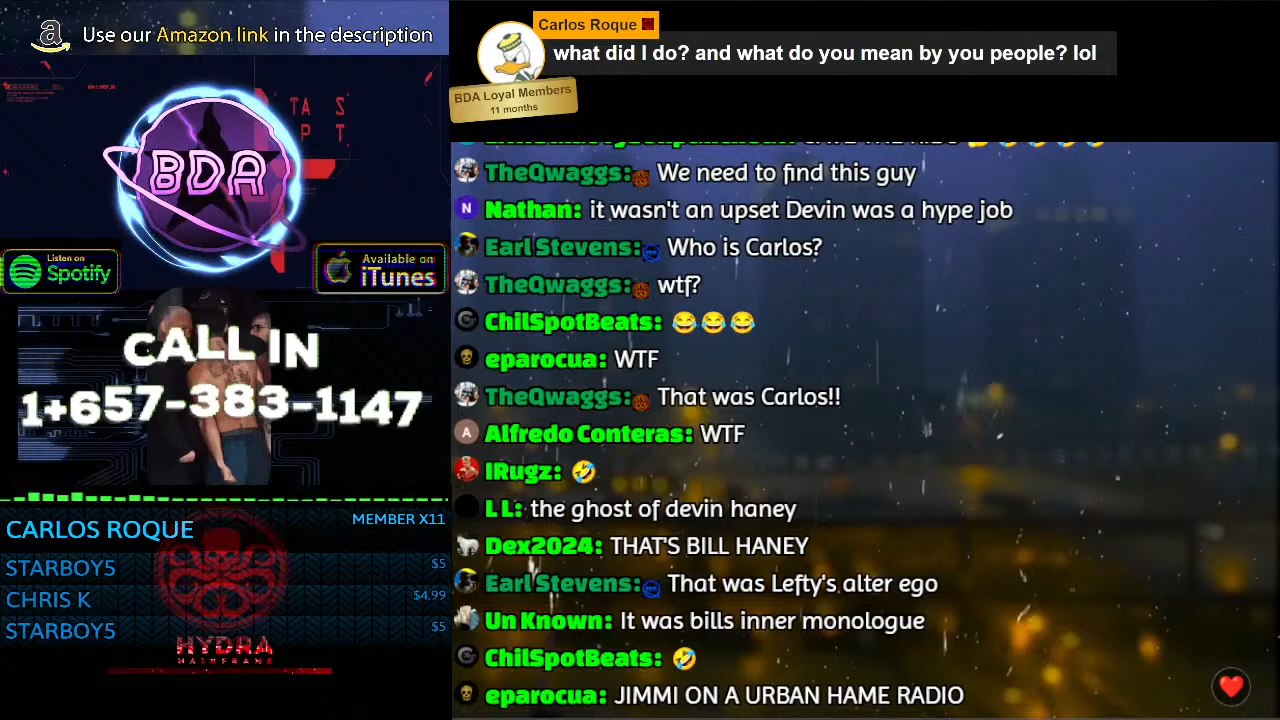 Use our Amazon link in the description
BDA
Listen on
Spotify
Available on
iTunes
CALL IN
1+657-383-1147
CARLOS ROQUE MEMBER X11
STARBOY5 $5
CHRIS K $4.99
STARBOY5 $5
HYDRA
MAINFRAME
Carlos Roque
what did I do? and what do you mean by you people? lol
BDA Loyal Members
11 months
TheQwaggs: We need to find this guy
Nathan: it wasn't an upset Devin was a hype job
Earl Stevens: Who is Carlos?
TheQwaggs: wtf?
ChilSpotBeats: 😂😂😂
eparocua: WTF
TheQwaggs: That was Carlos!!
Alfredo Conteras: WTF
IRugz: 🤣
L L: the ghost of devin haney
Dex2024: THAT'S BILL HANEY
Earl Stevens: That was Lefty's alter ego
Un Known: It was bills inner monologue
ChilSpotBeats: 🤣
eparocua: JIMMI ON A URBAN HAME RADIO